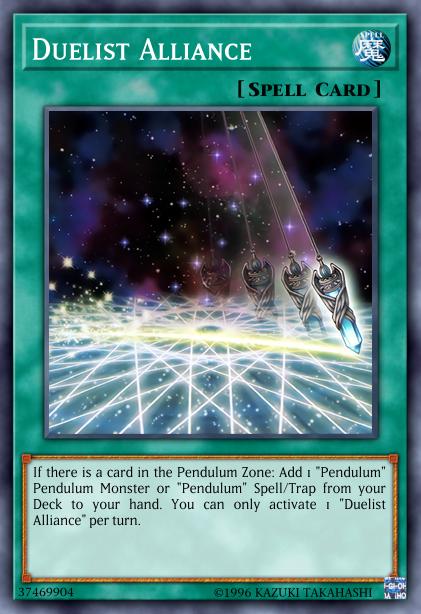 Duelist Alliance
SPELL
魔
[Spell Card]
If there is a card in the Pendulum Zone: Add 1 "Pendulum"
Pendulum Monster or "Pendulum" Spell/Trap from your
Deck to your hand. You can only activate 1 "Duelist
Alliance" per turn.
37469904
©1996 KAZUKI TAKAHASHI